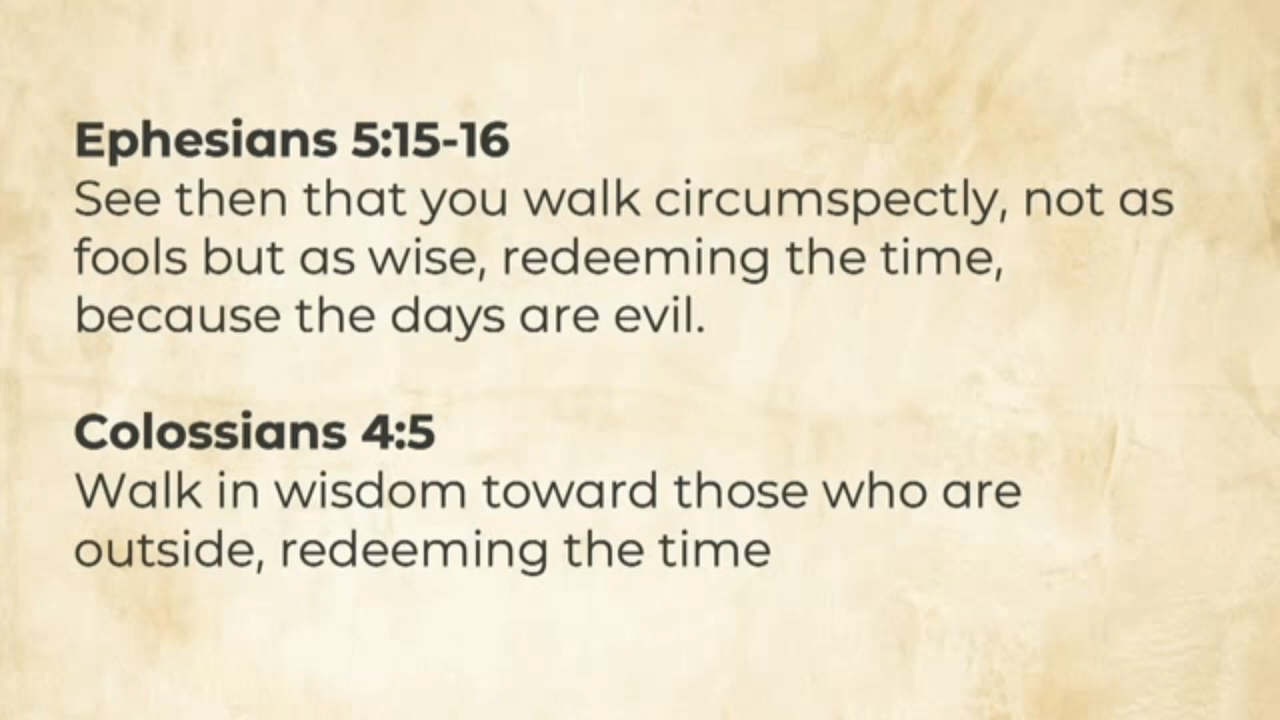 Ephesians 5:15-16
See then that you walk circumspectly, not as
fools but as wise, redeeming the time,
because the days are evil.
Colossians 4:5
Walk in wisdom toward those who are
outside, redeeming the time